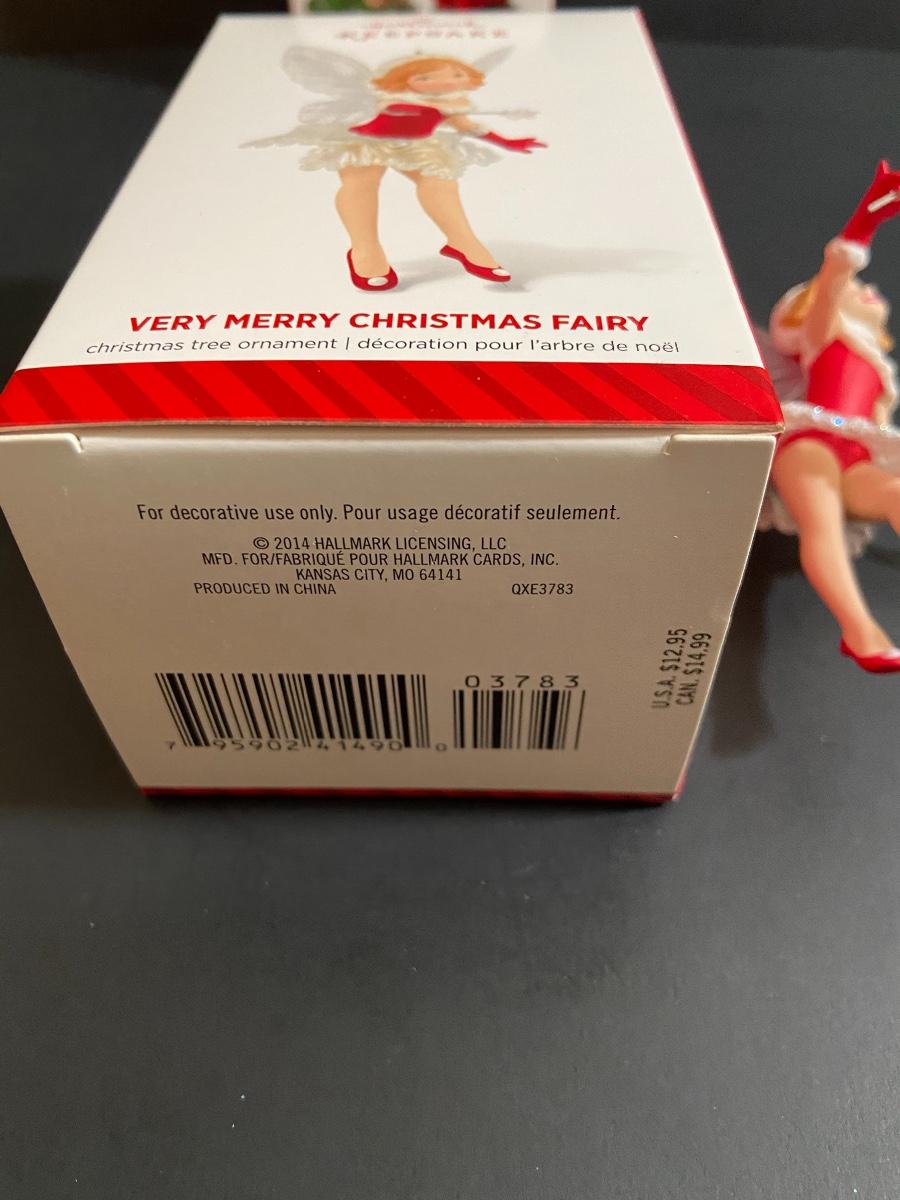 KEEPSAKE
VERY MERRY CHRISTMAS FAIRY
christmas tree ornament | décoration pour l'arbre de noël
For decorative use only. Pour usage décoratif seulement.
© 2014 HALLMARK LICENSING, LLC
MFD. FOR/FABRIQUÉ POUR HALLMARK CARDS, INC.
KANSAS CITY, MO 64141
PRODUCED IN CHINA QXE3783
U.S.A. $12.95
CAN. $14.99
03783
7 95902 41490 0